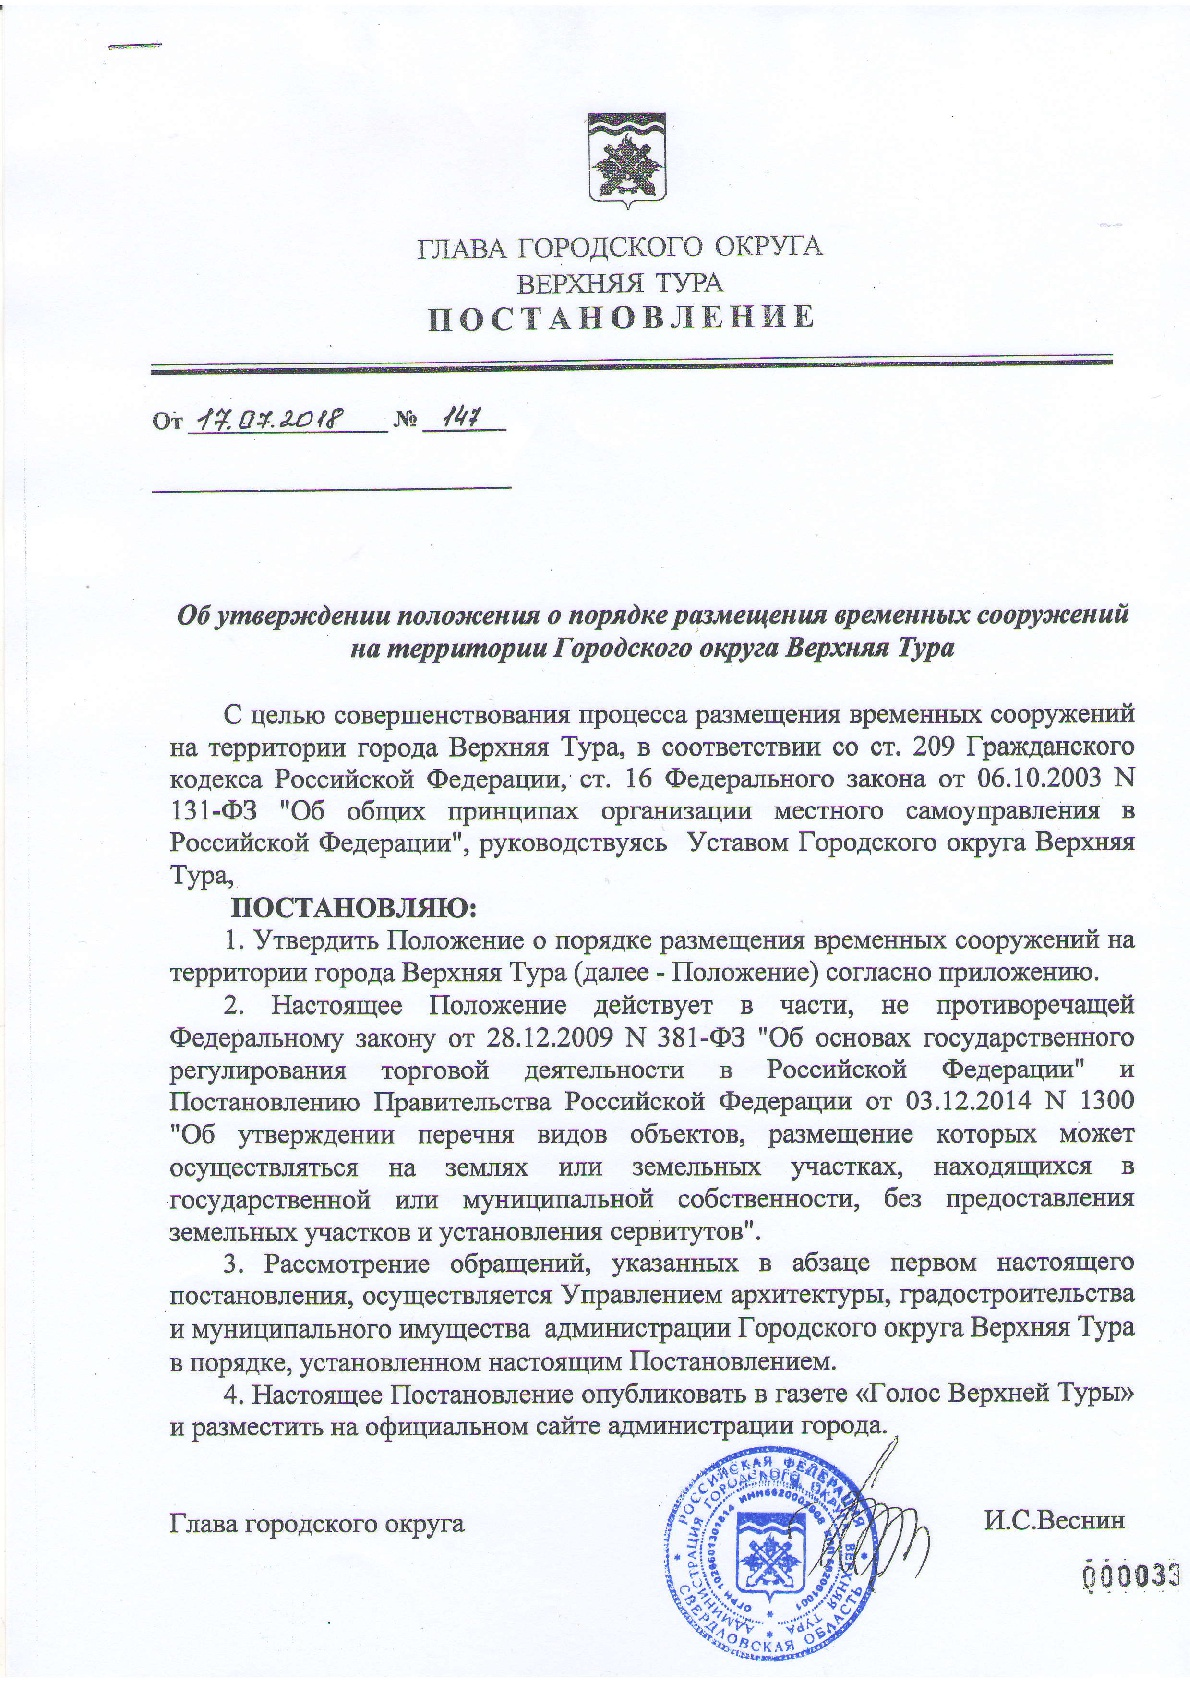 ГЛАВА ГОРОДСКОГО ОКРУГА
ВЕРХНЯЯ ТУРА
ПОСТАНОВЛЕНИЕ
От 17.07.2018 № 147
Об утверждении положения о порядке размещения временных сооружений
на территории Городского округа Верхняя Тура
С целью совершенствования процесса размещения временных сооружений
на территории города Верхняя Тура, в соответствии со ст. 209 Гражданского
кодекса Российской Федерации, ст. 16 Федерального закона от 06.10.2003 N
131-ФЗ "Об общих принципах организации местного самоуправления в
Российской Федерации", руководствуясь Уставом Городского округа Верхняя
Тура,
ПОСТАНОВЛЯЮ:
1. Утвердить Положение о порядке размещения временных сооружений на
территории города Верхняя Тура (далее - Положение) согласно приложению.
2. Настоящее Положение действует в части, не противоречащей
Федеральному закону от 28.12.2009 N 381-ФЗ "Об основах государственного
регулирования торговой деятельности в Российской Федерации" и
Постановлению Правительства Российской Федерации от 03.12.2014 N 1300
"Об утверждении перечня видов объектов, размещение которых может
осуществляться на землях или земельных участках, находящихся в
государственной или муниципальной собственности, без предоставления
земельных участков и установления сервитутов".
3. Рассмотрение обращений, указанных в абзаце первом настоящего
постановления, осуществляется Управлением архитектуры, градостроительства
и муниципального имущества администрации Городского округа Верхняя Тура
в порядке, установленном настоящим Постановлением.
4. Настоящее Постановление опубликовать в газете «Голос Верхней Туры»
и разместить на официальном сайте администрации города.
Глава городского округа
РОССИЙСКАЯ ФЕДЕРАЦИЯ
СВЕРДЛОВСКАЯ ОБЛАСТЬ
АДМИНИСТРАЦИЯ ГОРОДСКОГО ОКРУГА ВЕРХНЯЯ ТУРА
И.С.Веснин
000033